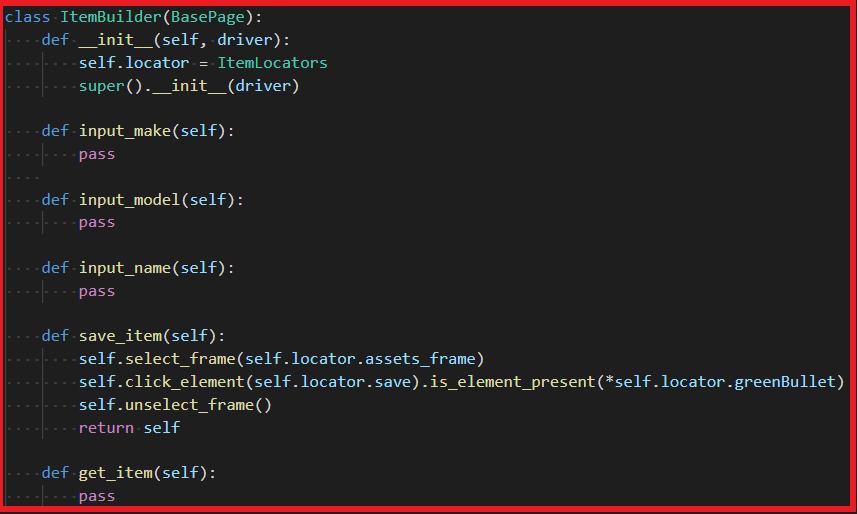 class ItemBuilder(BasePage):
    def __init__(self, driver):
        self.locator = ItemLocators
        super().__init__(driver)

    def input_make(self):
        pass

    def input_model(self):
        pass

    def input_name(self):
        pass

    def save_item(self):
        self.select_frame(self.locator.assets_frame)
        self.click_element(self.locator.save).is_element_present(*self.locator.greenBullet)
        self.unselect_frame()
        return self

    def get_item(self):
        pass